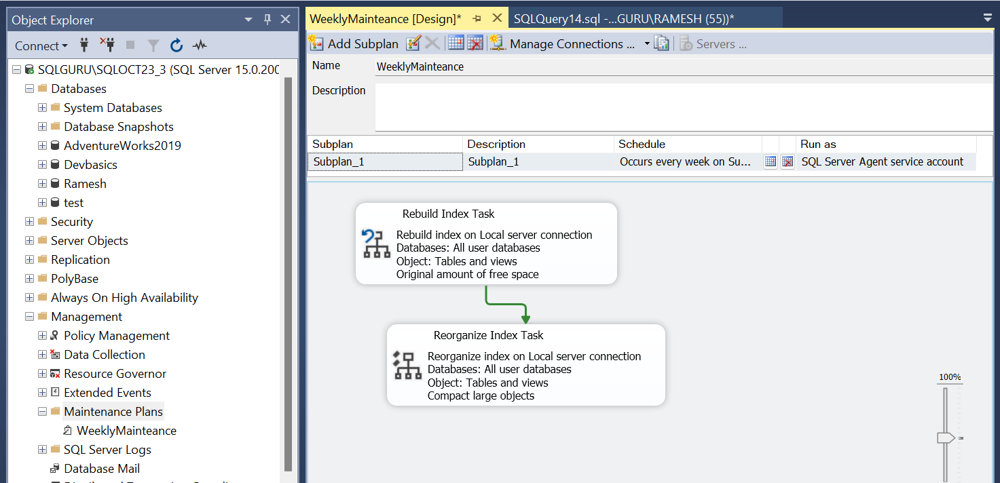 Object Explorer
Connect
SQLGURU\SQLOCT23_3 (SQL Server 15.0.200
Databases
System Databases
Database Snapshots
AdventureWorks2019
Devbasics
Ramesh
test
Security
Server Objects
Replication
PolyBase
Always On High Availability
Management
Policy Management
Data Collection
Resource Governor
Extended Events
Maintenance Plans
WeeklyMainteance
SQL Server Logs
Database Mail
WeeklyMainteance [Design]*
SQLQuery14.sql -...GURU\RAMESH (55))*
Add Subplan
Manage Connections ...
Servers ...
Name WeeklyMainteance
Description
Subplan Description Schedule Run as
Subplan_1 Subplan_1 Occurs every week on Su... SQL Server Agent service account
Rebuild Index Task
Rebuild index on Local server connection
Databases: All user databases
Object: Tables and views
Original amount of free space
Reorganize Index Task
Reorganize index on Local server connection
Databases: All user databases
Object: Tables and views
Compact large objects
100%